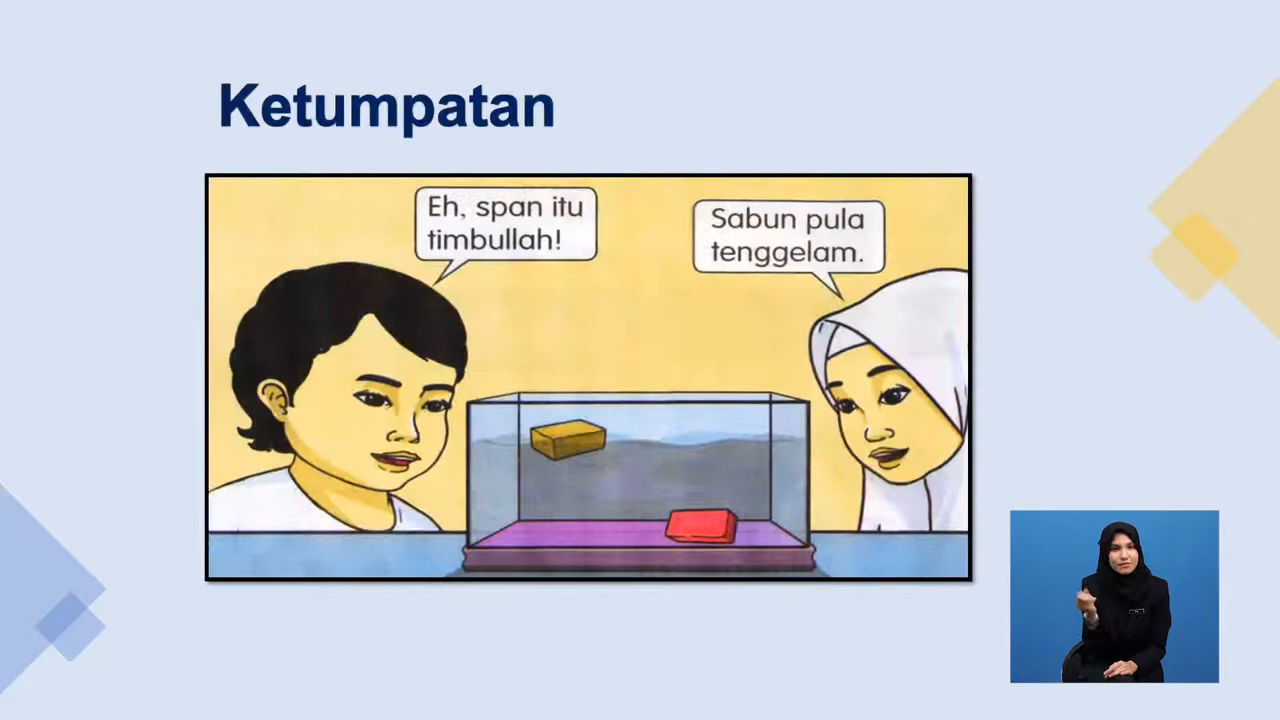 Ketumpatan
Eh, span itu
timbullah!
Sabun pula
tenggelam.